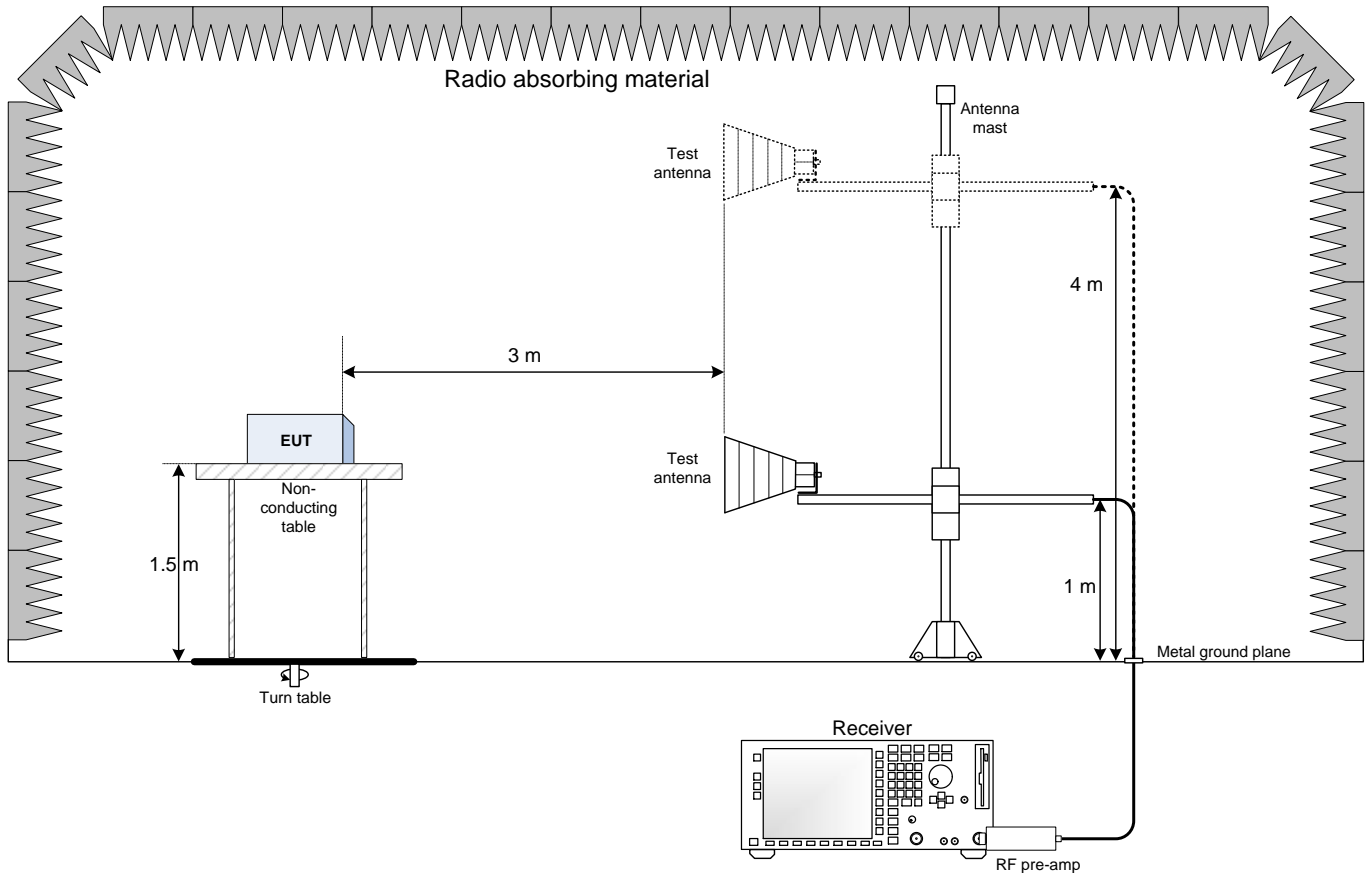 Radio absorbing material
Antenna
mast
Test
antenna
4 m
3 m
EUT
Test
antenna
Non-
conducting
table
1.5 m
1 m
Metal ground plane
Turn table
Receiver
RF pre-amp